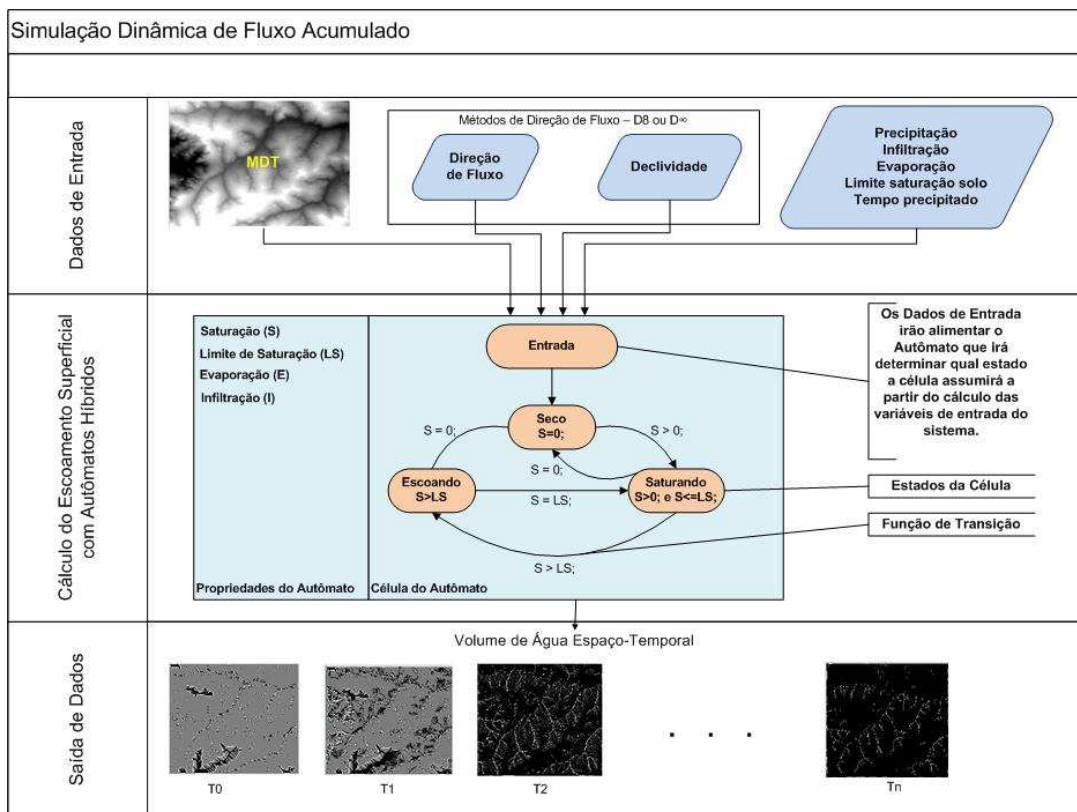 Simulação Dinâmica de Fluxo Acumulado
Dados de Entrada
MDT
Métodos de Direção de Fluxo – D8 ou D∞
Direção
de Fluxo
Declividade
Precipitação
Infiltração
Evaporação
Limite saturação solo
Tempo precipitado
Cálculo do Escoamento Superficial
com Autômatos Híbridos
Saturação (S)
Limite de Saturação (LS)
Evaporação (E)
Infiltração (I)
Propriedades do Autômato
Entrada
Seco
S=0;
S = 0;
S > 0;
S = 0;
Escoando
S>LS
S = LS;
Saturando
S>0; e S<=LS;
S > LS;
Célula do Autômato
Os Dados de Entrada
irão alimentar o
Autômato que irá
determinar qual estado
a célula assumirá a
partir do cálculo das
variáveis de entrada do
sistema.
Estados da Célula
Função de Transição
Saída de Dados
Volume de Água Espaço-Temporal
. . .
T0
T1
T2
Tn